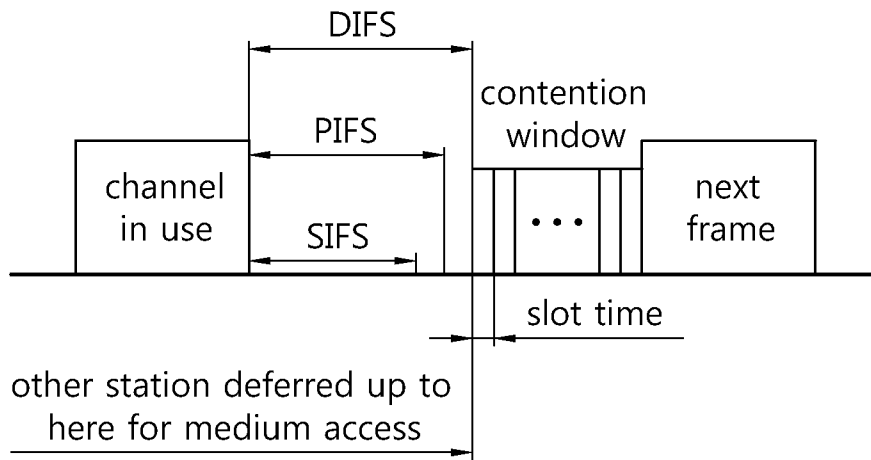 DIFS
contention
window
PIFS
channel
in use
SIFS
next
frame
slot time
other station deferred up to
here for medium access